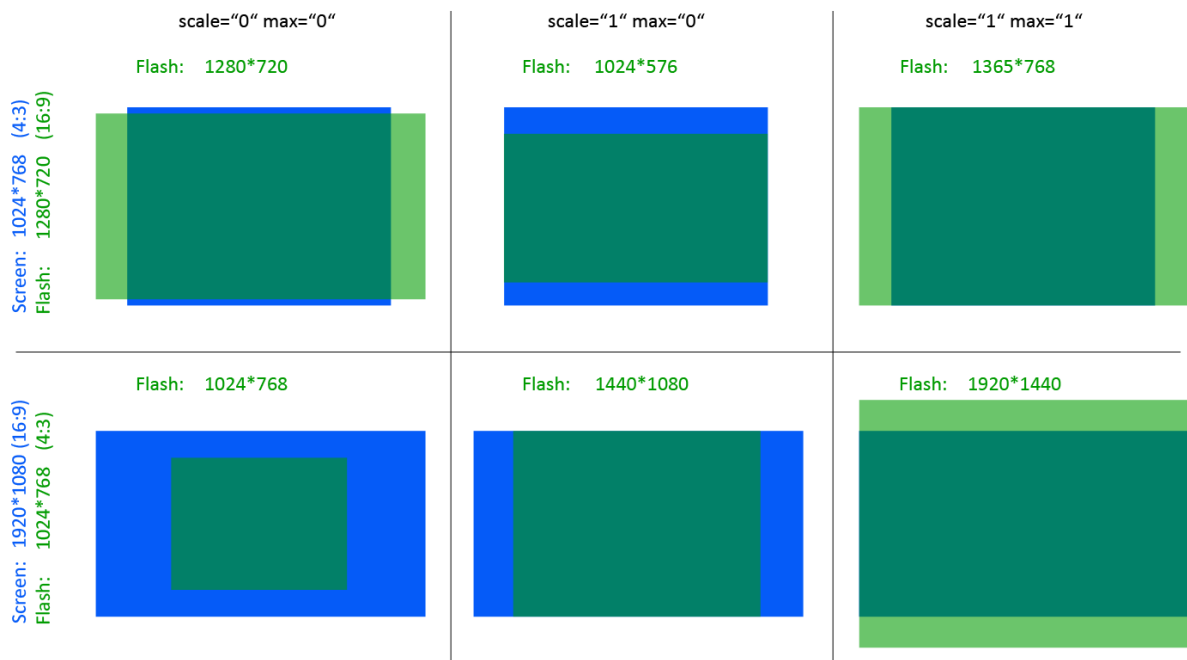 scale=“0“ max=“0“
scale=“1“ max=“0“
scale=“1“ max=“1“
Screen: 1024*768 (4:3)
Flash: 1280*720 (16:9)
Flash: 1280*720
Flash: 1024*576
Flash: 1365*768
Screen: 1920*1080 (16:9)
Flash: 1024*768 (4:3)
Flash: 1024*768
Flash: 1440*1080
Flash: 1920*1440